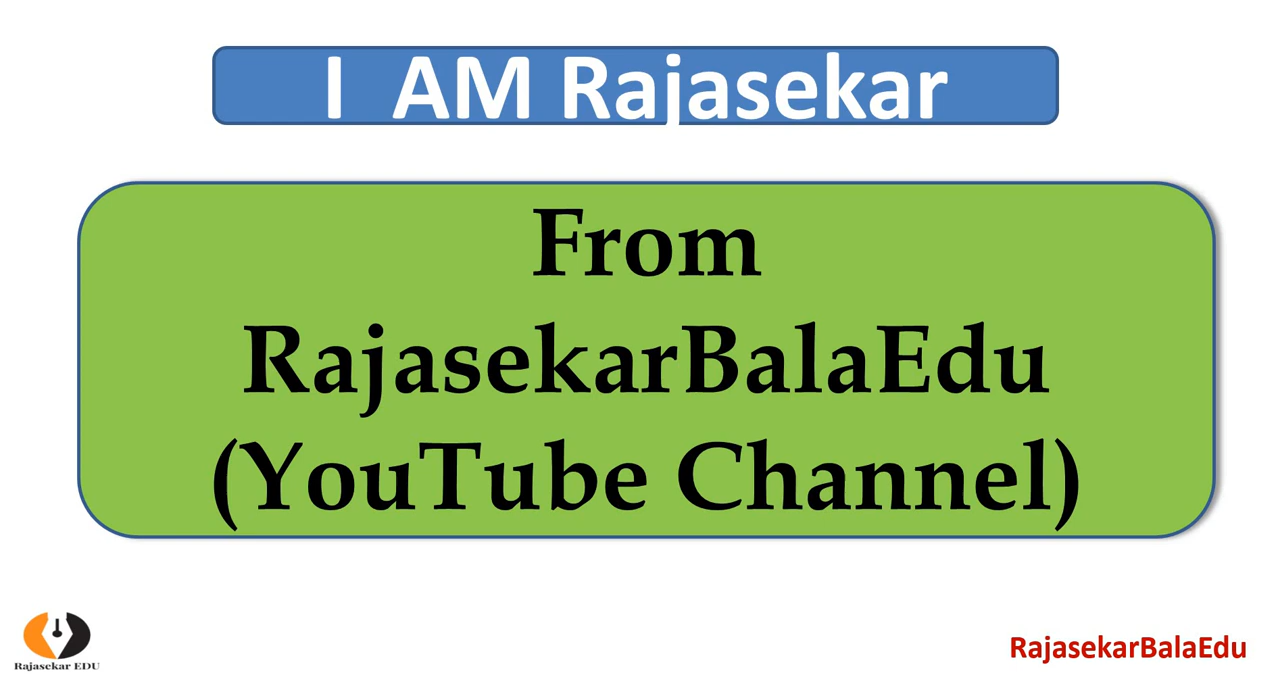 I AM Rajasekar
From
RajasekarBalaEdu
(YouTube Channel)
Rajasekar EDU
RajasekarBalaEdu